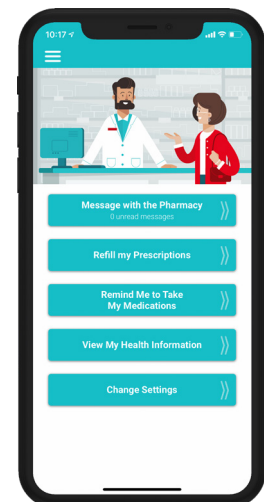 10:17
Message with the Pharmacy
0 unread messages
Refill my Prescriptions
Remind Me to Take
My Medications
View My Health Information
Change Settings